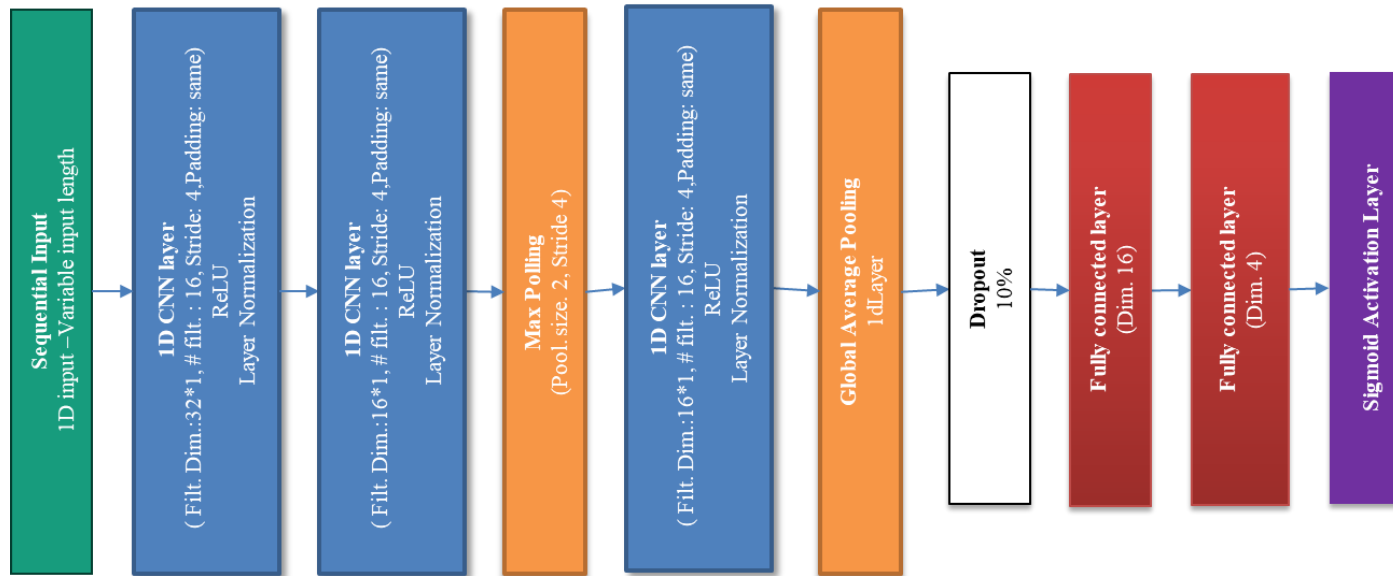 Sequential Input
1D input –Variable input length
1D CNN layer
( Filt. Dim.:32*1, # filt. : 16, Stride: 4,Padding: same)
ReLU
Layer Normalization
1D CNN layer
( Filt. Dim.:16*1, # filt. : 16, Stride: 4,Padding: same)
ReLU
Layer Normalization
Max Polling
(Pool. size. 2, Stride 4)
1D CNN layer
( Filt. Dim.:16*1, # filt. : 16, Stride: 4,Padding: same)
ReLU
Layer Normalization
Global Average Pooling
1dLayer
Dropout
10%
Fully connected layer
(Dim. 16)
Fully connected layer
(Dim. 4)
Sigmoid Activation Layer